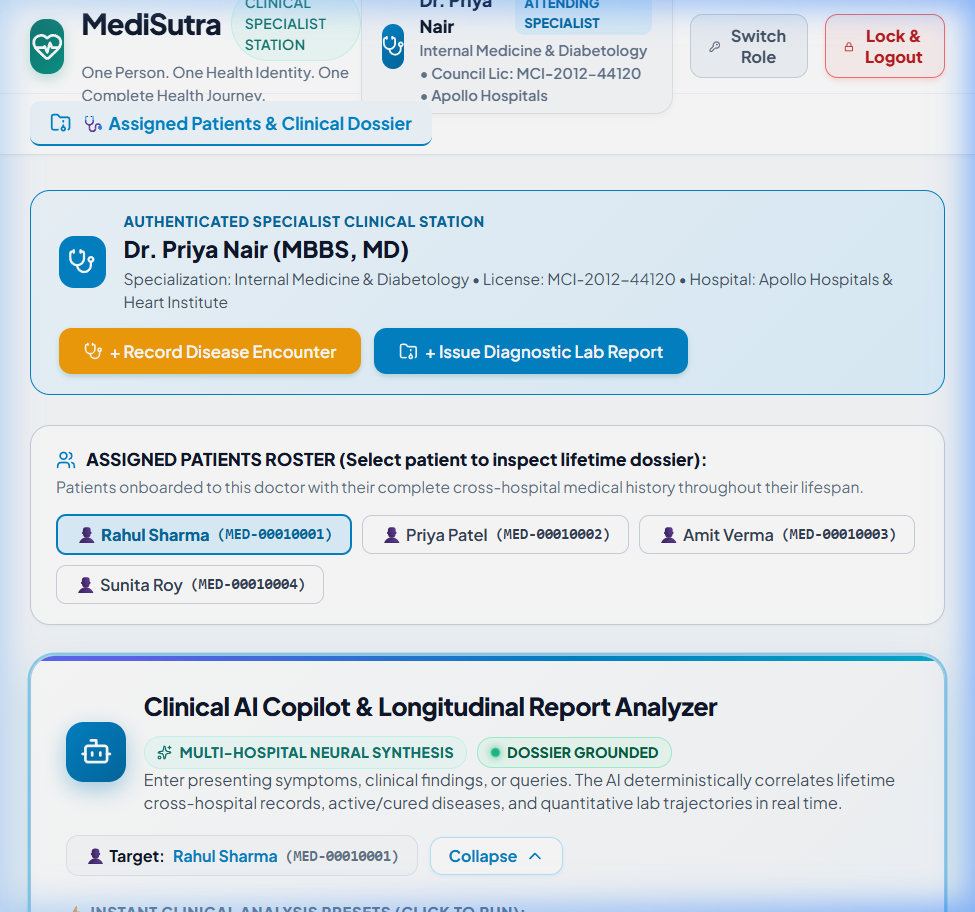 MediSutra
CLINICAL
SPECIALIST
STATION
One Person. One Health Identity. One
Complete Health Journey.
Dr. Priya
Nair
ATTENDING
SPECIALIST
Internal Medicine & Diabetology
• Council Lic: MCI-2012-44120
• Apollo Hospitals
Switch
Role
Lock &
Logout
Assigned Patients & Clinical Dossier
AUTHENTICATED SPECIALIST CLINICAL STATION
Dr. Priya Nair (MBBS, MD)
Specialization: Internal Medicine & Diabetology • License: MCI-2012-44120 • Hospital: Apollo Hospitals &
Heart Institute
+ Record Disease Encounter
+ Issue Diagnostic Lab Report
ASSIGNED PATIENTS ROSTER (Select patient to inspect lifetime dossier):
Patients onboarded to this doctor with their complete cross-hospital medical history throughout their lifespan.
Rahul Sharma (MED-00010001)
Priya Patel (MED-00010002)
Amit Verma (MED-00010003)
Sunita Roy (MED-00010004)
Clinical AI Copilot & Longitudinal Report Analyzer
MULTI-HOSPITAL NEURAL SYNTHESIS
DOSSIER GROUNDED
Enter presenting symptoms, clinical findings, or queries. The AI deterministically correlates lifetime
cross-hospital records, active/cured diseases, and quantitative lab trajectories in real time.
Target: Rahul Sharma (MED-00010001)
Collapse
INSTANT CLINICAL ANALYSIS PRESETS (CLICK TO RUN):